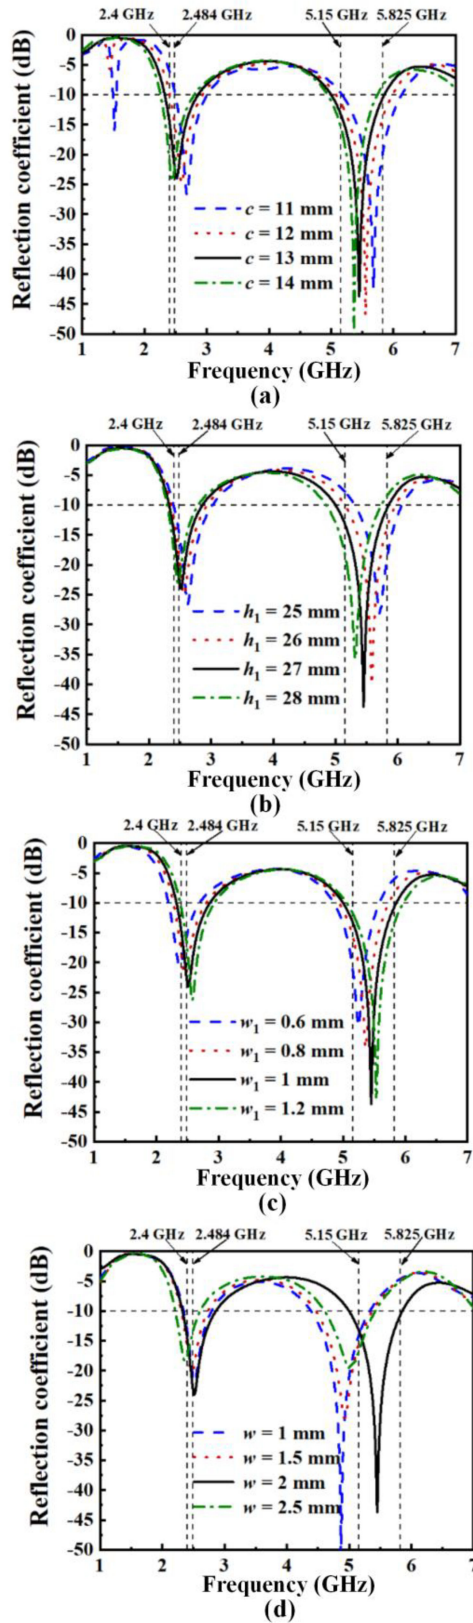 2.4 GHz 2.484 GHz 5.15 GHz 5.825 GHz
0
-5
-10
-15
-20
-25
-30
-35
-40
-45
-50
Reflection coefficient (dB)
c = 11 mm
c = 12 mm
c = 13 mm
c = 14 mm
1 2 3 4 5 6 7
Frequency (GHz)
(a)
2.4 GHz 2.484 GHz 5.15 GHz 5.825 GHz
0
-5
-10
-15
-20
-25
-30
-35
-40
-45
-50
Reflection coefficient (dB)
h₁ = 25 mm
h₁ = 26 mm
h₁ = 27 mm
h₁ = 28 mm
1 2 3 4 5 6 7
Frequency (GHz)
(b)
2.4 GHz 2.484 GHz 5.15 GHz 5.825 GHz
0
-5
-10
-15
-20
-25
-30
-35
-40
-45
-50
Reflection coefficient (dB)
w₁ = 0.6 mm
w₁ = 0.8 mm
w₁ = 1 mm
w₁ = 1.2 mm
1 2 3 4 5 6 7
Frequency (GHz)
(c)
2.4 GHz 2.484 GHz 5.15 GHz 5.825 GHz
0
-5
-10
-15
-20
-25
-30
-35
-40
-45
-50
Reflection coefficient (dB)
w = 1 mm
w = 1.5 mm
w = 2 mm
w = 2.5 mm
1 2 3 4 5 6 7
Frequency (GHz)
(d)